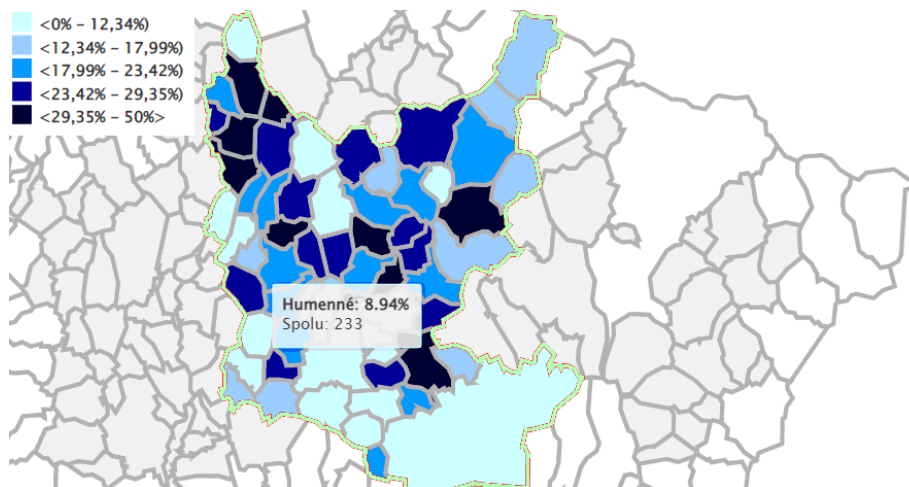 <0% – 12,34%)
<12,34% – 17,99%)
<17,99% – 23,42%)
<23,42% – 29,35%)
<29,35% – 50%>
Humenné: 8.94%
Spolu: 233